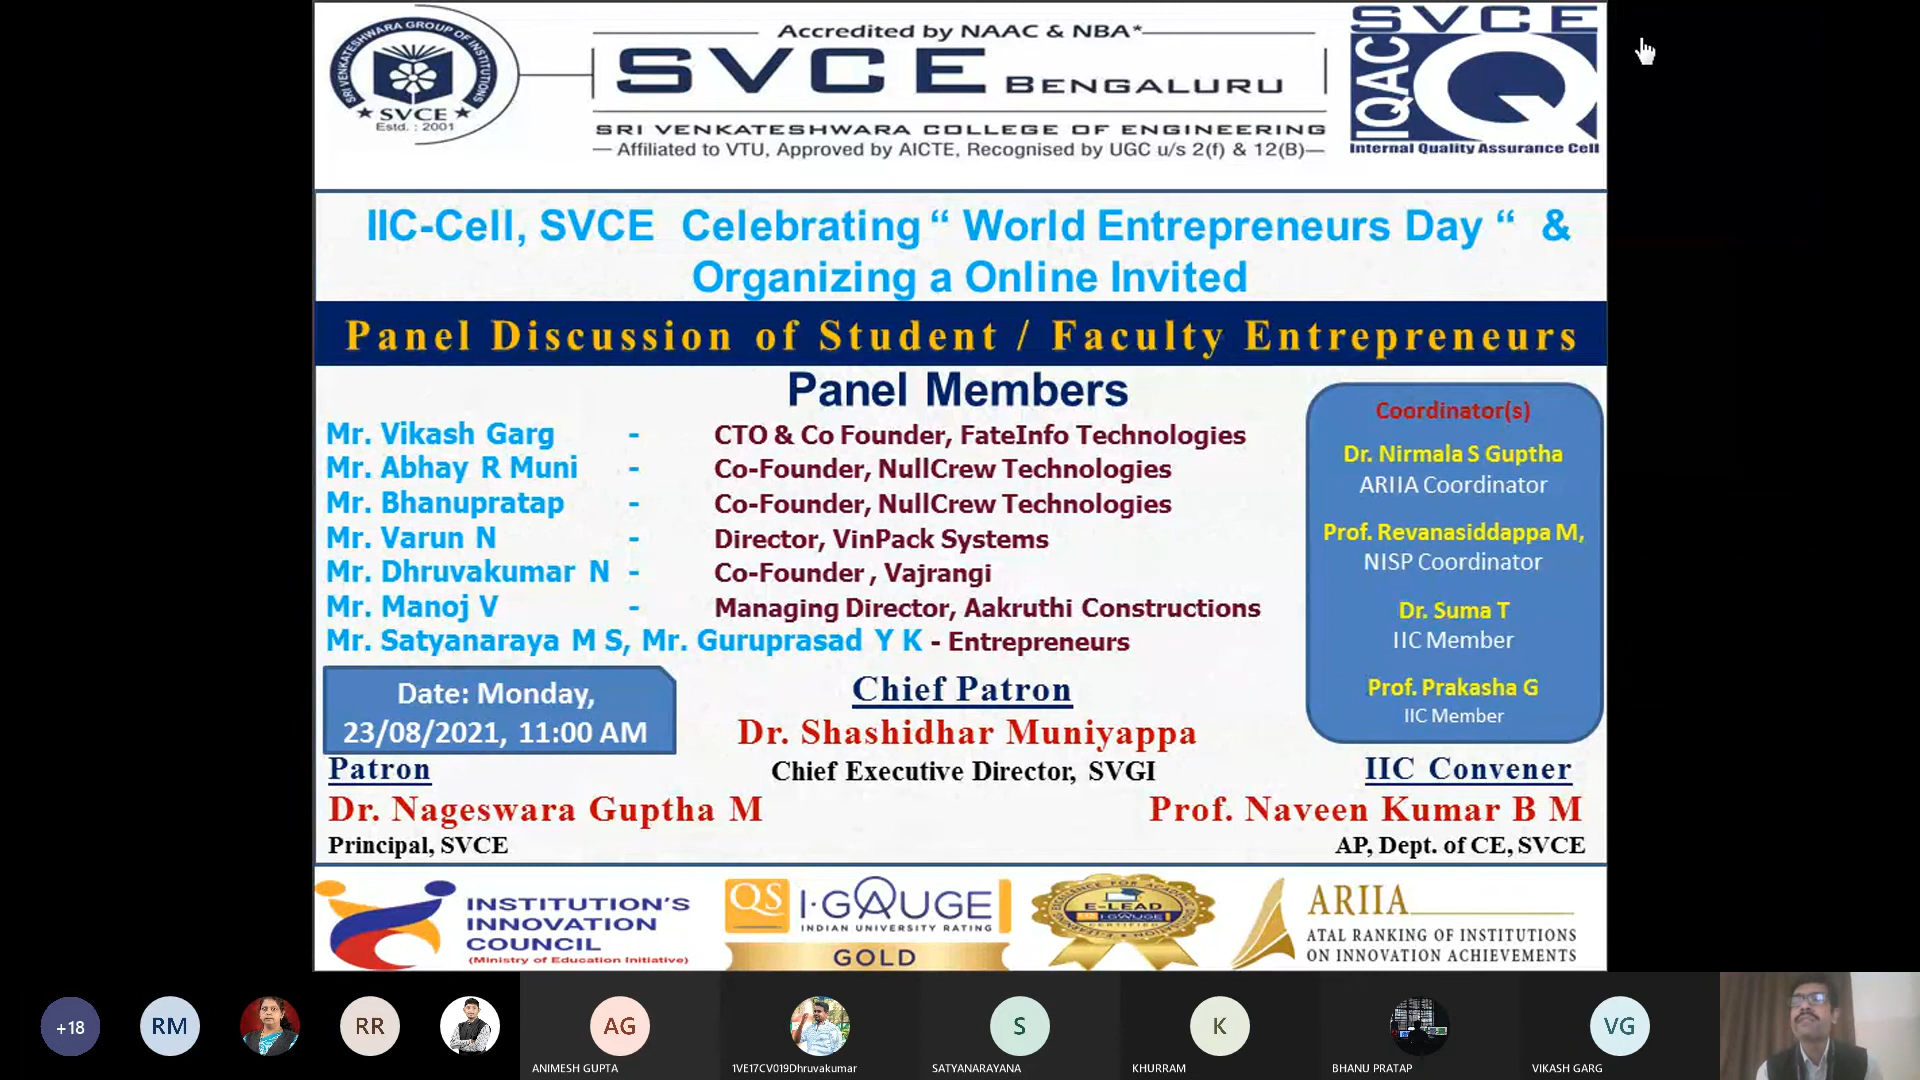 SRI VENKATESHWARA GROUP OF INSTITUTIONS
SVCE
Estd. : 2001
Accredited by NAAC & NBA*
SVCE BENGALURU
SRI VENKATESHWARA COLLEGE OF ENGINEERING
Affiliated to VTU, Approved by AICTE, Recognised by UGC u/s 2(f) & 12(B)
SVCE
IQAC
Internal Quality Assurance Cell
IIC-Cell, SVCE Celebrating “ World Entrepreneurs Day “ &
Organizing a Online Invited
Panel Discussion of Student / Faculty Entrepreneurs
Panel Members
Mr. Vikash Garg - CTO & Co Founder, FateInfo Technologies
Mr. Abhay R Muni - Co-Founder, NullCrew Technologies
Mr. Bhanupratap - Co-Founder, NullCrew Technologies
Mr. Varun N - Director, VinPack Systems
Mr. Dhruvakumar N - Co-Founder , Vajrangi
Mr. Manoj V - Managing Director, Aakruthi Constructions
Mr. Satyanaraya M S, Mr. Guruprasad Y K - Entrepreneurs
Coordinator(s)
Dr. Nirmala S Guptha
ARIIA Coordinator
Prof. Revanasiddappa M,
NISP Coordinator
Dr. Suma T
IIC Member
Prof. Prakasha G
IIC Member
Date: Monday,
23/08/2021, 11:00 AM
Chief Patron
Dr. Shashidhar Muniyappa
Chief Executive Director, SVGI
Patron
Dr. Nageswara Guptha M
Principal, SVCE
IIC Convener
Prof. Naveen Kumar B M
AP, Dept. of CE, SVCE
INSTITUTION'S
INNOVATION
COUNCIL
(Ministry of Education Initiative)
QS I·GAUGE
INDIAN UNIVERSITY RATING
GOLD
E-LEAD
I·GAUGE
ARIIA
ATAL RANKING OF INSTITUTIONS
ON INNOVATION ACHIEVEMENTS
+18
RM
RR
AG
ANIMESH GUPTA
1VE17CV019Dhruvakumar
S
SATYANARAYANA
K
KHURRAM
BHANU PRATAP
VG
VIKASH GARG